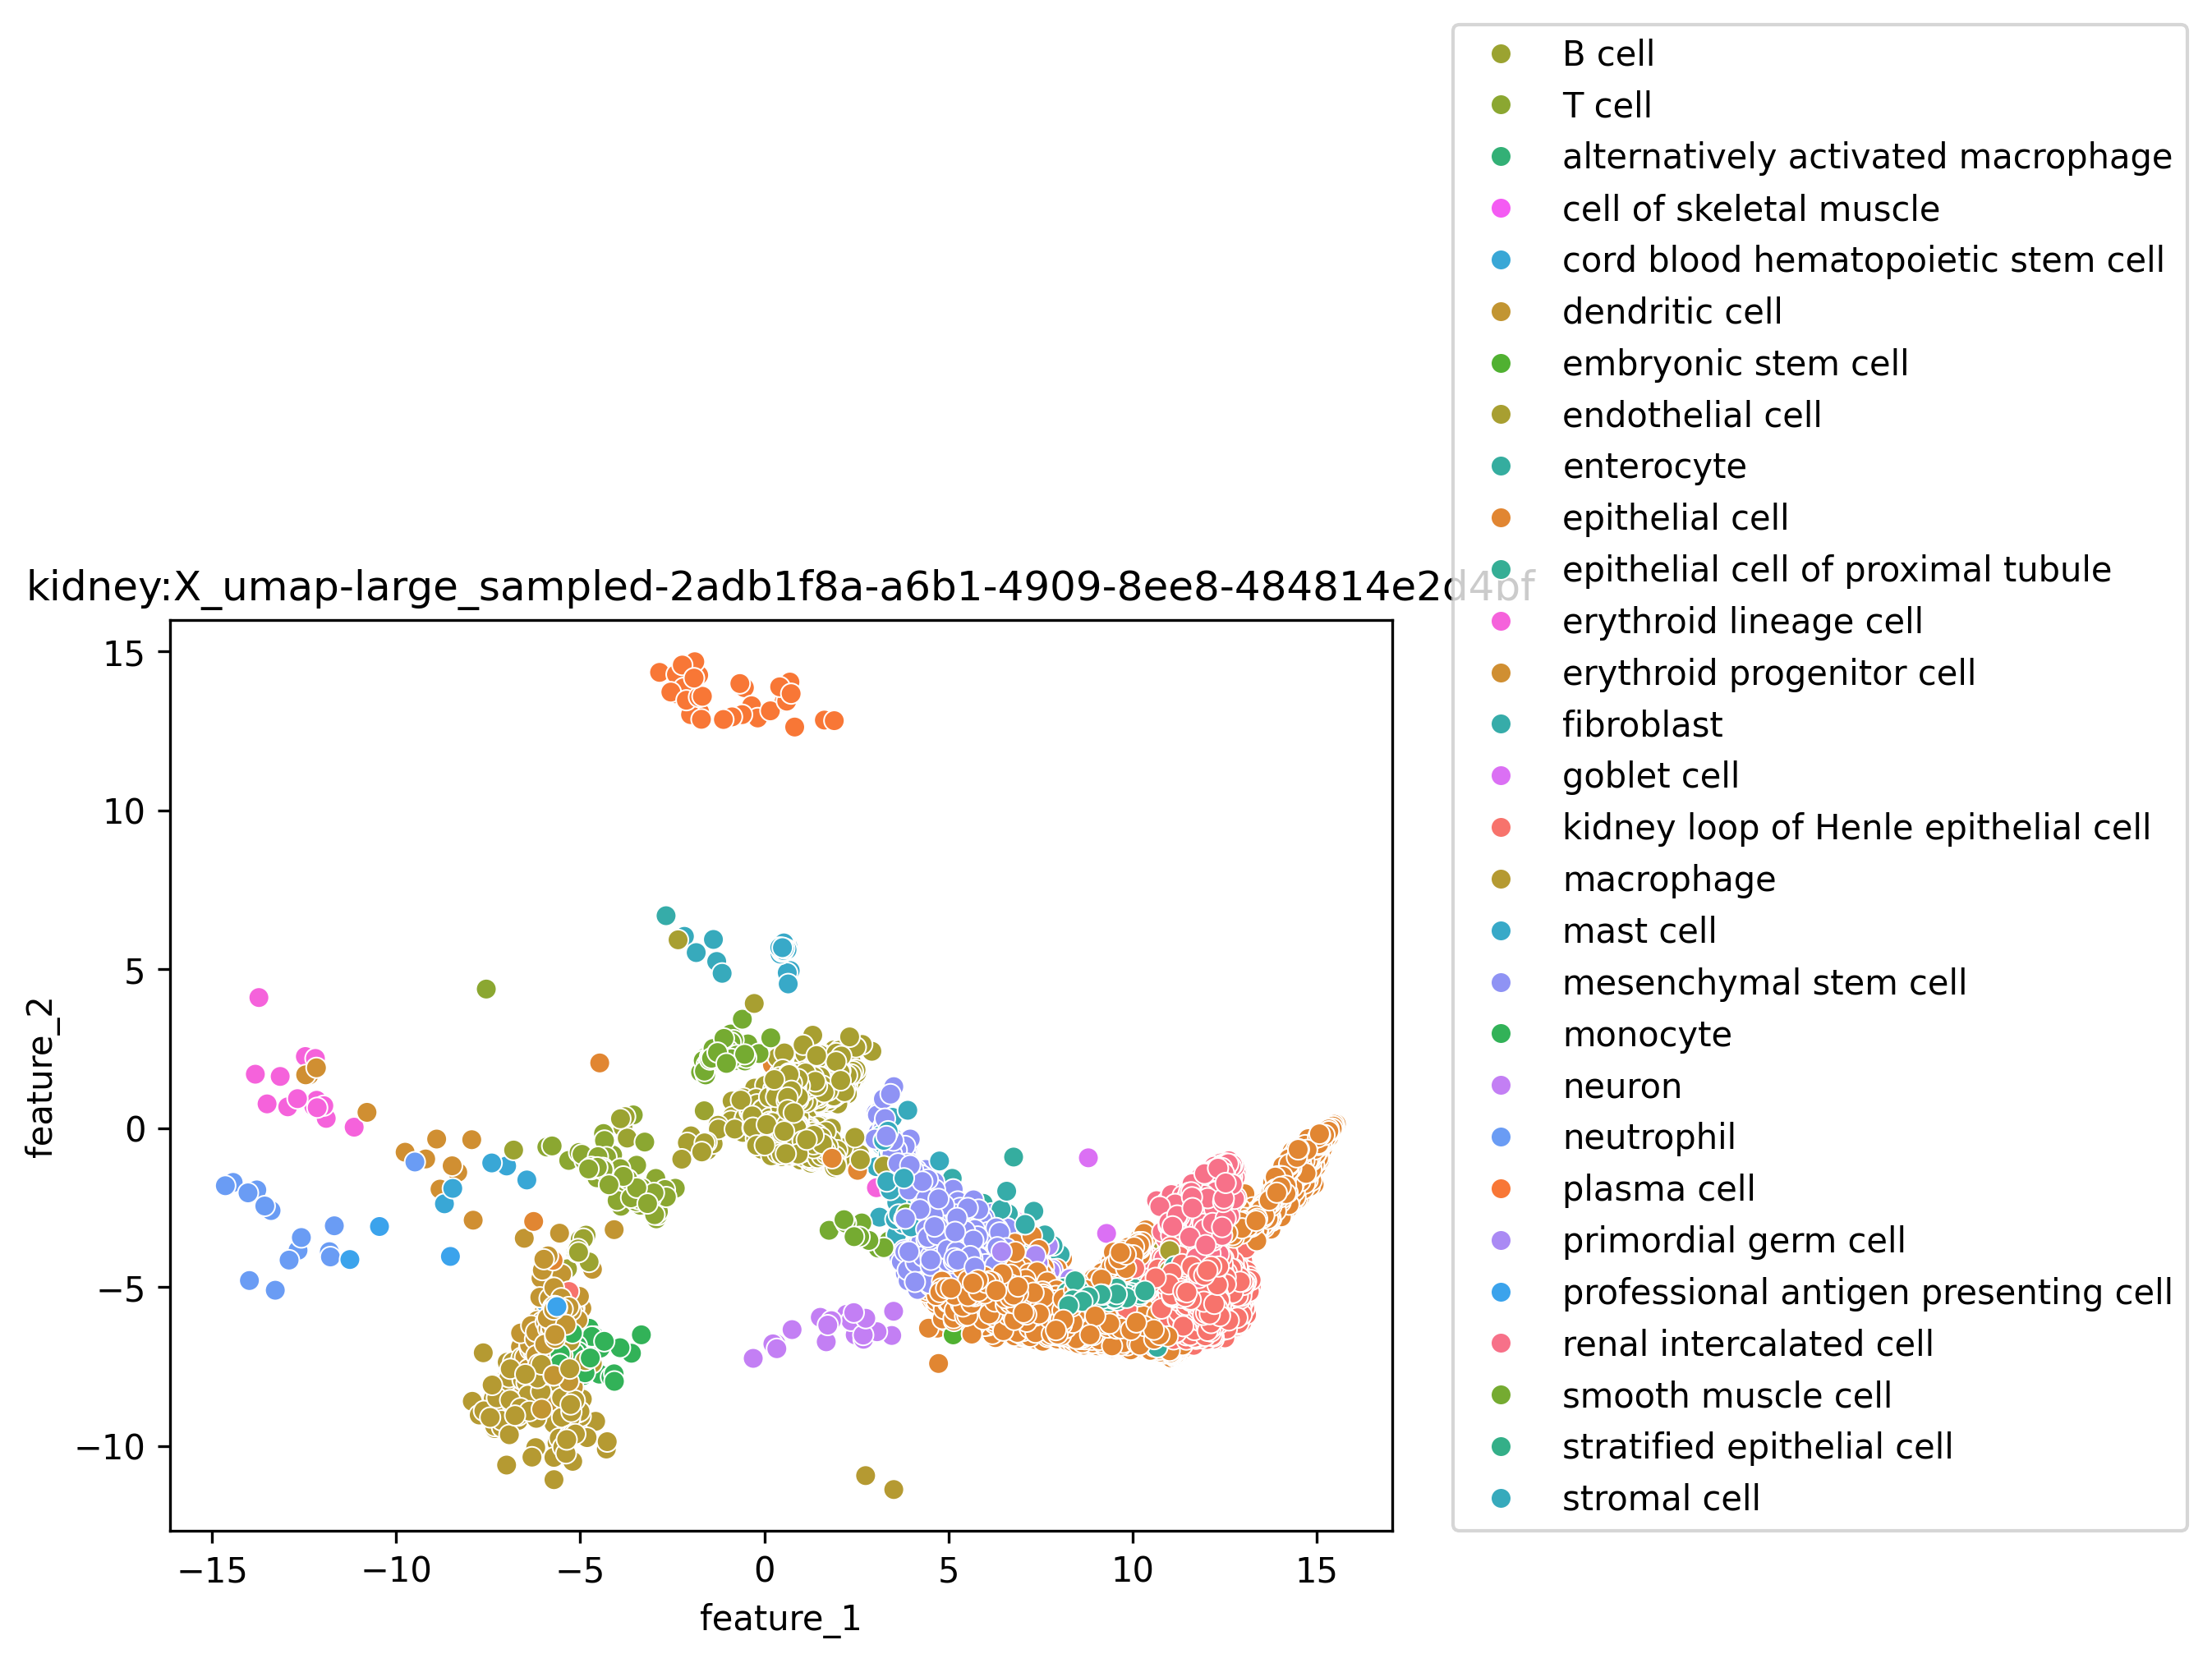 B cell
T cell
alternatively activated macrophage
cell of skeletal muscle
cord blood hematopoietic stem cell
dendritic cell
embryonic stem cell
endothelial cell
enterocyte
epithelial cell
epithelial cell of proximal tubule
erythroid lineage cell
erythroid progenitor cell
fibroblast
goblet cell
kidney loop of Henle epithelial cell
macrophage
mast cell
mesenchymal stem cell
monocyte
neuron
neutrophil
plasma cell
primordial germ cell
professional antigen presenting cell
renal intercalated cell
smooth muscle cell
stratified epithelial cell
stromal cell
kidney:X_umap-large_sampled-2adb1f8a-a6b1-4909-8ee8-484814e2d4bf
15
10
5
0
−5
−10
feature_2
−15 −10 −5 0 5 10 15
feature_1